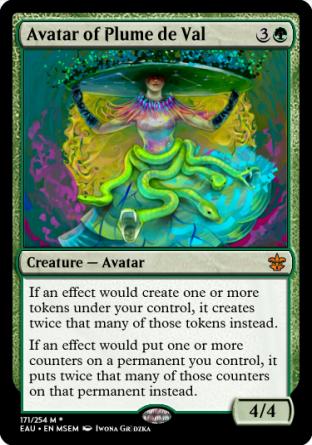 Avatar of Plume de Val 3
Creature — Avatar
If an effect would create one or more
tokens under your control, it creates
twice that many of those tokens instead.
If an effect would put one or more
counters on a permanent you control, it
puts twice that many of those counters
on that permanent instead.
4/4
171/254 M *
EAU • EN MSEM Iwona Grødzka